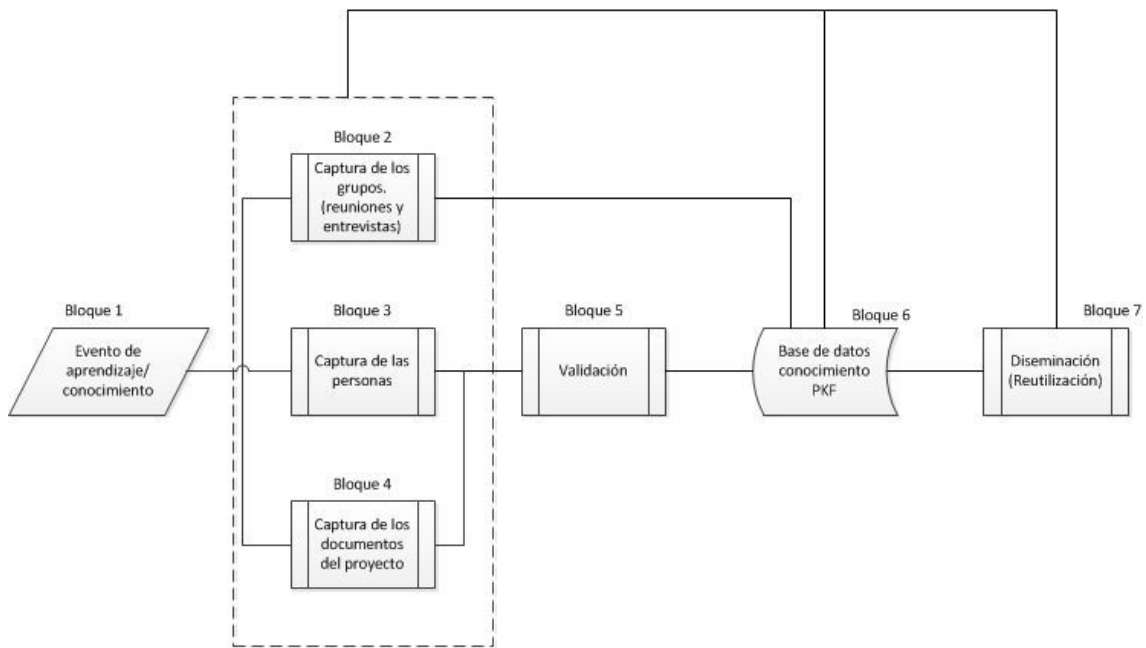 Bloque 1
Evento de
aprendizaje/
conocimiento
Bloque 2
Captura de los
grupos.
(reuniones y
entrevistas)
Bloque 3
Captura de las
personas
Bloque 4
Captura de los
documentos
del proyecto
Bloque 5
Validación
Bloque 6
Base de datos
conocimiento
PKF
Bloque 7
Diseminación
(Reutilización)